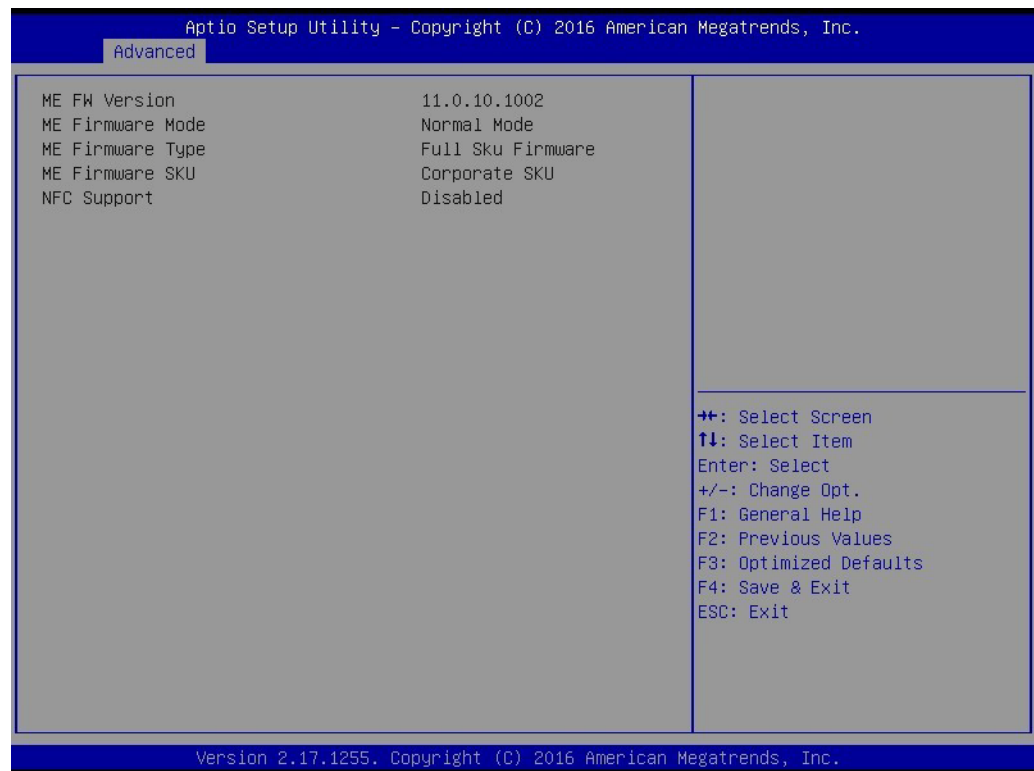 Aptio Setup Utility – Copyright (C) 2016 American Megatrends, Inc.
Advanced
ME FW Version 11.0.10.1002
ME Firmware Mode Normal Mode
ME Firmware Type Full Sku Firmware
ME Firmware SKU Corporate SKU
NFC Support Disabled
→←: Select Screen
↑↓: Select Item
Enter: Select
+/-: Change Opt.
F1: General Help
F2: Previous Values
F3: Optimized Defaults
F4: Save & Exit
ESC: Exit
Version 2.17.1255. Copyright (C) 2016 American Megatrends, Inc.